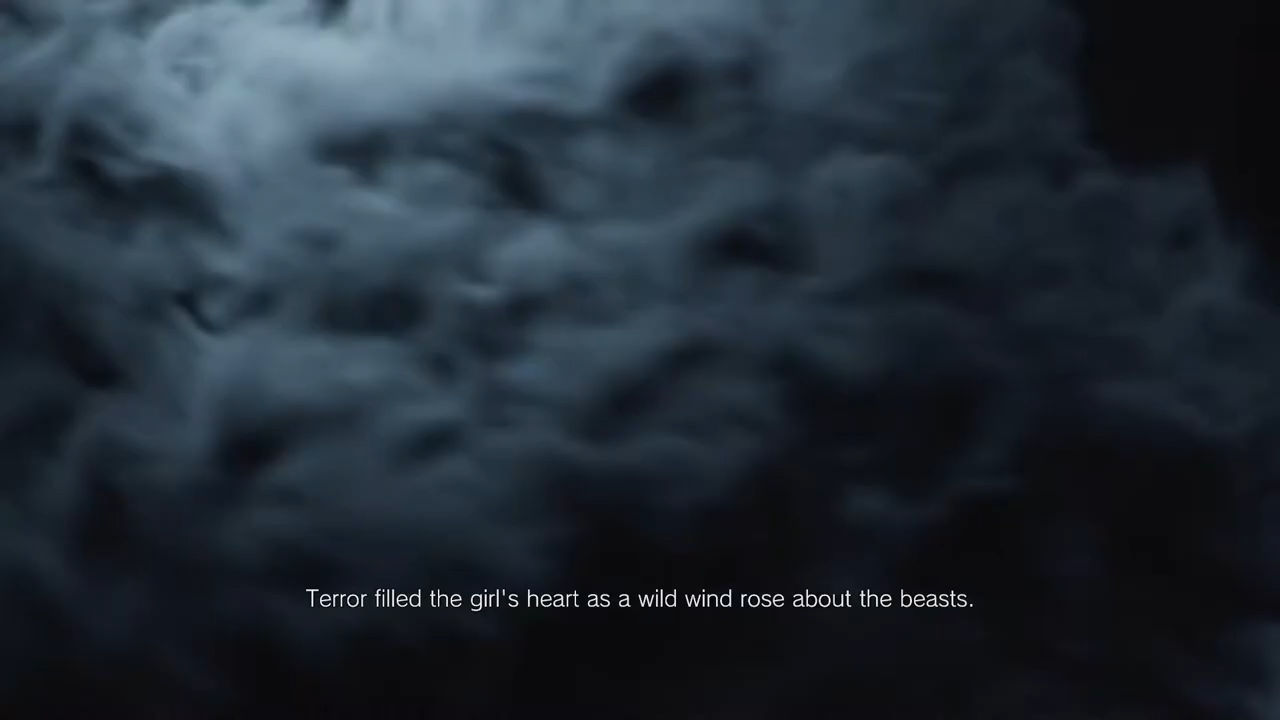 Terror filled the girl's heart as a wild wind rose about the beasts.